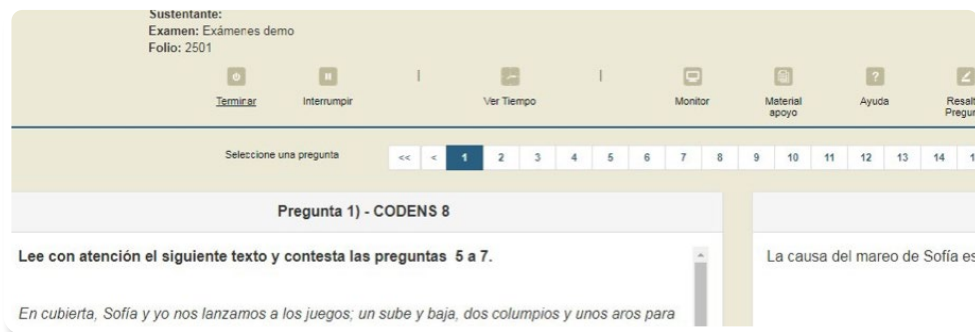 Sustentante:
Examen: Exámenes demo
Folio: 2501
Terminar Interrumpir Ver Tiempo Monitor Material apoyo Ayuda
Seleccione una pregunta << < 1 2 3 4 5 6 7 8 9 10 11 12 13 14
Pregunta 1) - CODENS 8
Lee con atención el siguiente texto y contesta las preguntas 5 a 7.
En cubierta, Sofía y yo nos lanzamos a los juegos; un sube y baja, dos columpios y unos aros para
La causa del mareo de Sofía es